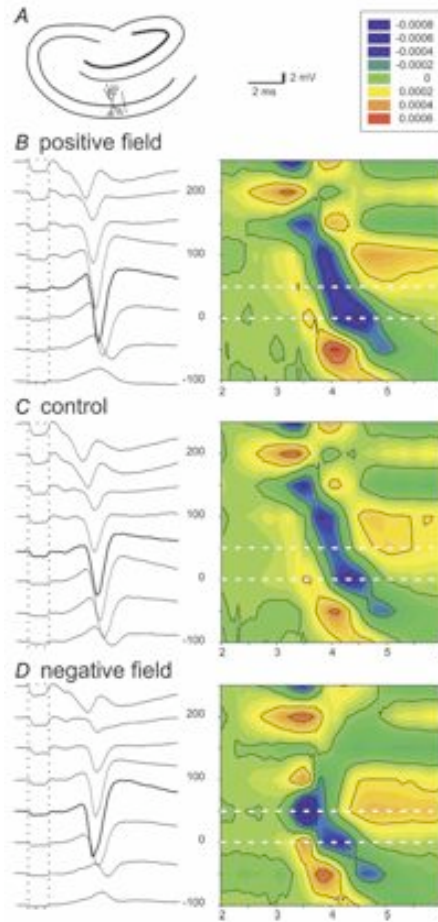 A
-0.0008
-0.0006
-0.0004
-0.0002
0
0.0002
0.0004
0.0006
2 mV
2 ms
B positive field
200
100
0
-100
2 3 4 5
C control
200
100
0
-100
2 3 4 5
D negative field
200
100
0
-100
2 3 4 5